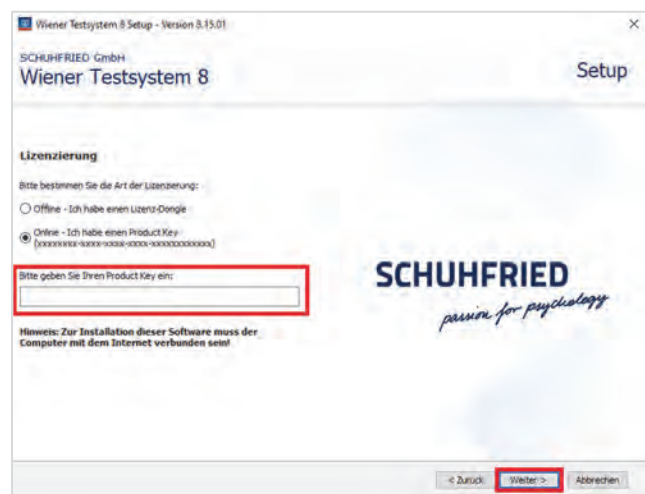 Wiener Testsystem 8 Setup - Version 8.15.01
SCHUHFRIED GmbH
Wiener Testsystem 8
Setup
Lizenzierung
Bitte bestimmen Sie die Art der Lizenzierung:
Offline - Ich habe einen Lizenz-Dongle
Online - Ich habe einen Product Key
(xxxxxxxx-xxxx-xxxx-xxxx-xxxxxxxxxxxx)
Bitte geben Sie Ihren Product Key ein:
Hinweis: Zur Installation dieser Software muss der
Computer mit dem Internet verbunden sein!
SCHUHFRIED
passion for psychology
< Zurück
Weiter >
Abbrechen